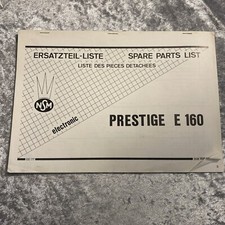 ERSATZTEIL-LISTE SPARE PARTS LIST
LISTE DES PIECES DETACHEES
NSM
electronic
PRESTIGE E 160